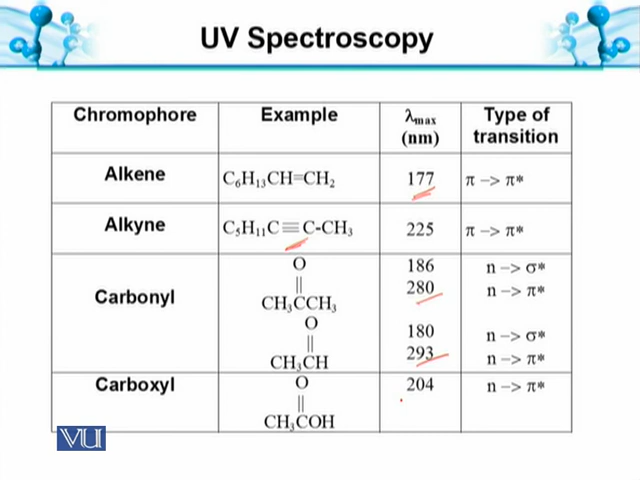 UV Spectroscopy
Chromophore Example λmax (nm) Type of transition
Alkene C₆H₁₃CH=CH₂ 177 π –> π*
Alkyne C₅H₁₁C≡C-CH₃ 225 π –> π*
Carbonyl
O
||
CH₃CCH₃
186 n –> σ*
280 n –> π*
O
||
CH₃CH
180 n –> σ*
293 n –> π*
Carboxyl
O
||
CH₃COH
204 n –> π*
VU